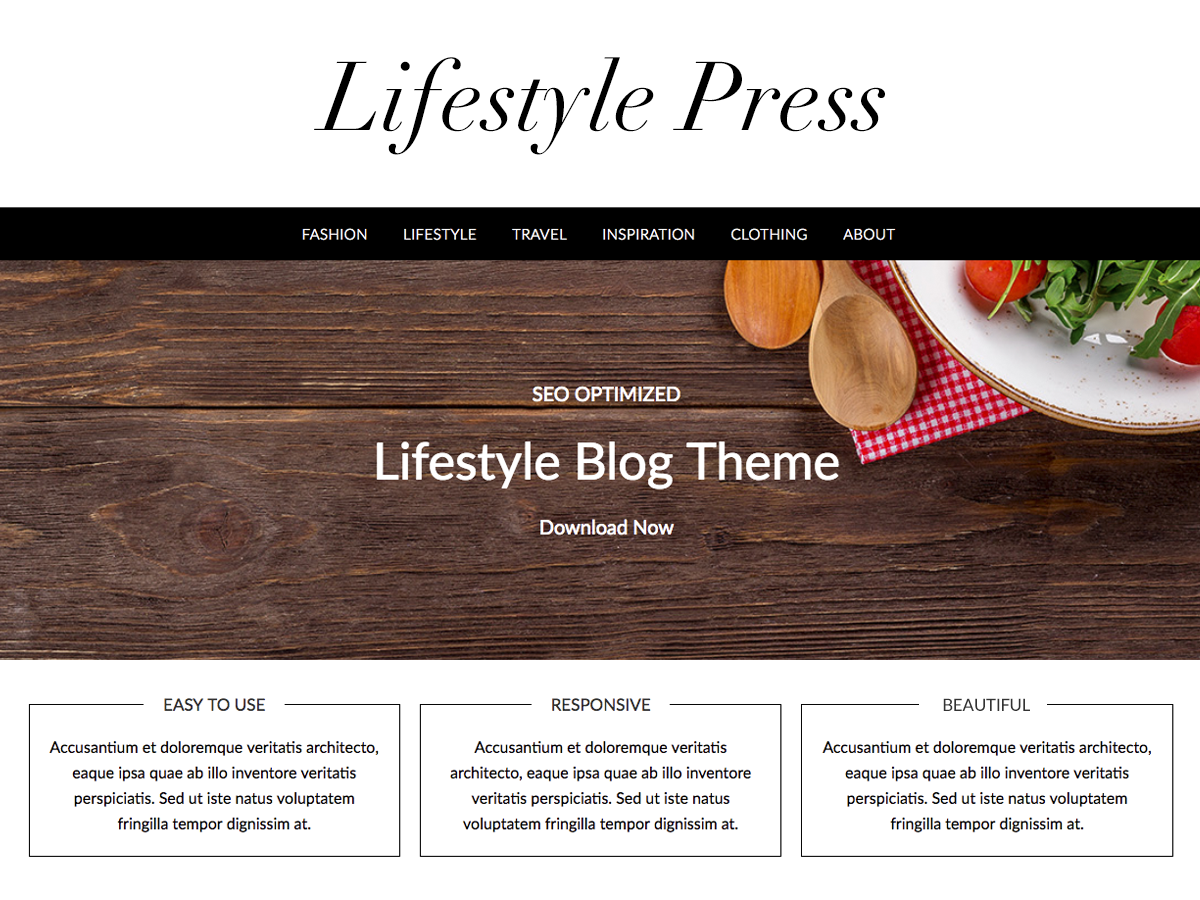 Lifestyle Press
FASHION LIFESTYLE TRAVEL INSPIRATION CLOTHING ABOUT
SEO OPTIMIZED
Lifestyle Blog Theme
Download Now
EASY TO USE
Accusantium et doloremque veritatis architecto,
eaque ipsa quae ab illo inventore veritatis
perspiciatis. Sed ut iste natus voluptatem
fringilla tempor dignissim at.
RESPONSIVE
Accusantium et doloremque veritatis
architecto, eaque ipsa quae ab illo inventore
veritatis perspiciatis. Sed ut iste natus
voluptatem fringilla tempor dignissim at.
BEAUTIFUL
Accusantium et doloremque veritatis architecto,
eaque ipsa quae ab illo inventore veritatis
perspiciatis. Sed ut iste natus voluptatem
fringilla tempor dignissim at.